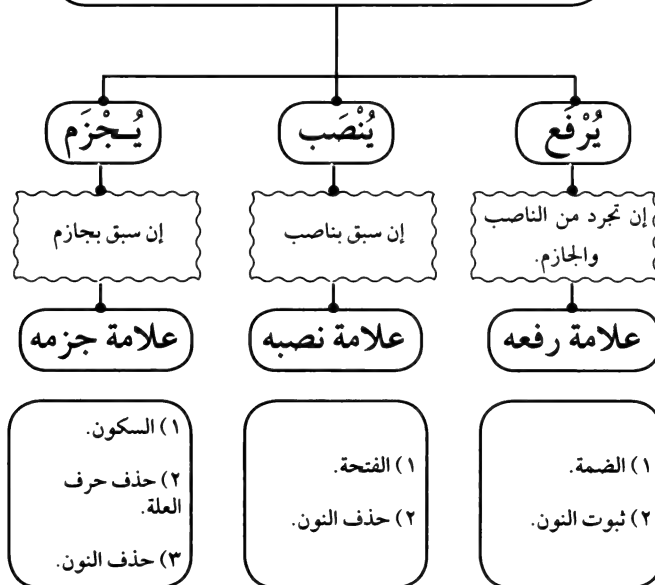 يُرْفَع
إن تجرد من الناصب
والجازم.
علامة رفعه
١) الضمة.
٢) ثبوت النون.
يُنْصَب
إن سبق بناصب
علامة نصبه
١) الفتحة.
٢) حذف النون.
يُـجْزَم
إن سبق بجازم
علامة جزمه
١) السكون.
٢) حذف حرف
العلة.
٣) حذف النون.